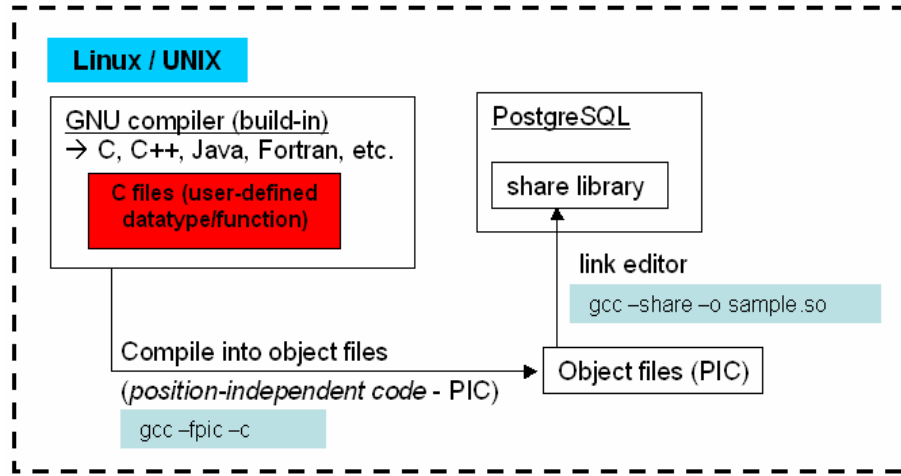 Linux / UNIX
GNU compiler (build-in)
→ C, C++, Java, Fortran, etc.
C files (user-defined
datatype/function)
PostgreSQL
share library
link editor
gcc –share –o sample.so
Compile into object files
(position-independent code - PIC)
gcc –fpic –c
Object files (PIC)